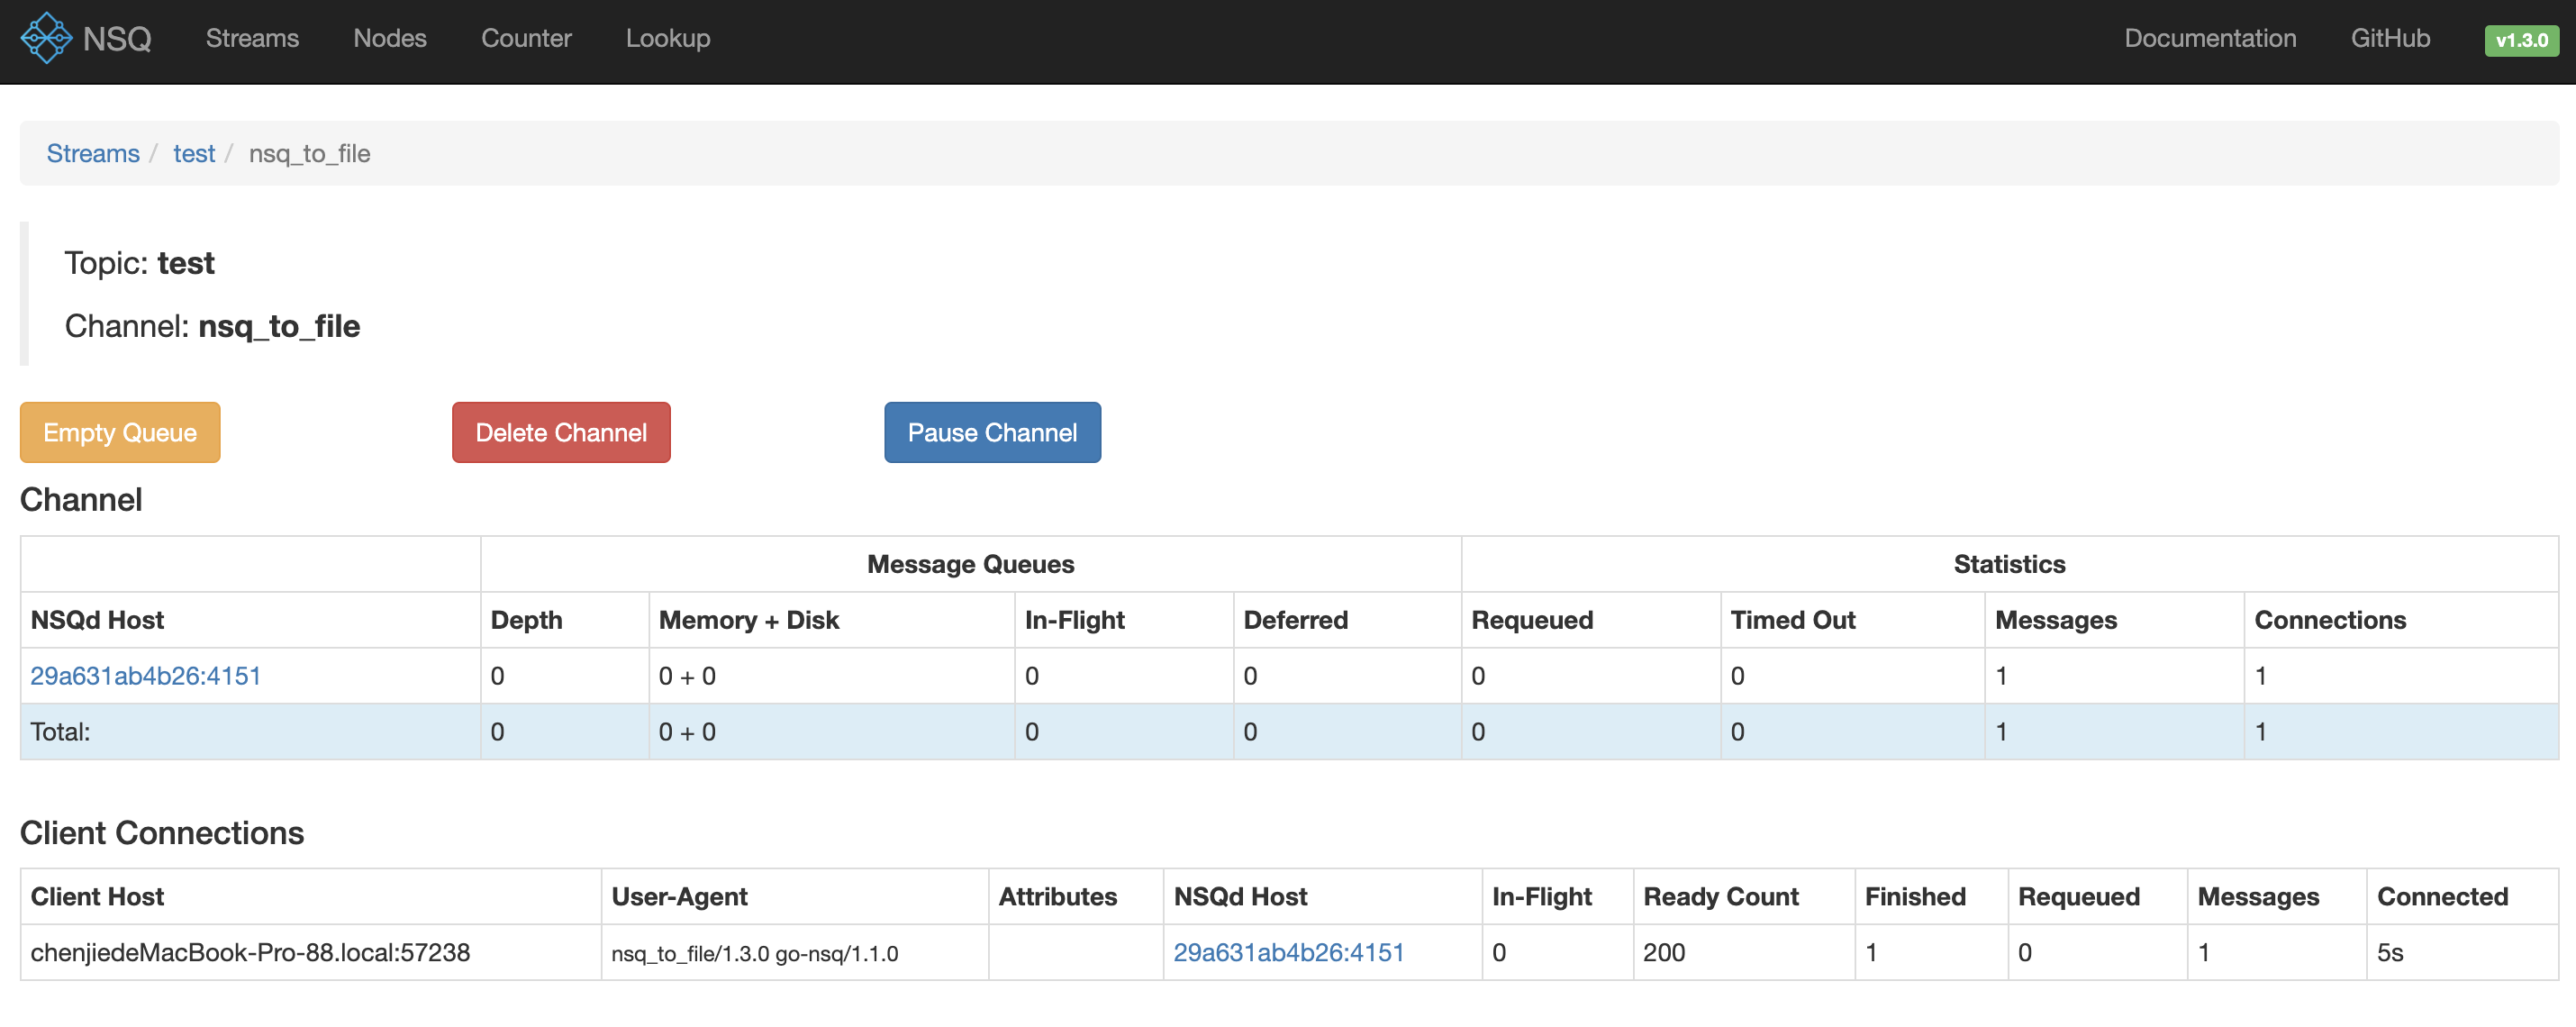 NSQ Streams Nodes Counter Lookup Documentation GitHub v1.3.0
Streams / test / nsq_to_file
Topic: test
Channel: nsq_to_file
Empty Queue Delete Channel Pause Channel
Channel
Message Queues Statistics
NSQd Host Depth Memory + Disk In-Flight Deferred Requeued Timed Out Messages Connections
29a631ab4b26:4151 0 0 + 0 0 0 0 0 1 1
Total: 0 0 + 0 0 0 0 0 1 1
Client Connections
Client Host User-Agent Attributes NSQd Host In-Flight Ready Count Finished Requeued Messages Connected
chenjiedeMacBook-Pro-88.local:57238 nsq_to_file/1.3.0 go-nsq/1.1.0 29a631ab4b26:4151 0 200 1 0 1 5s